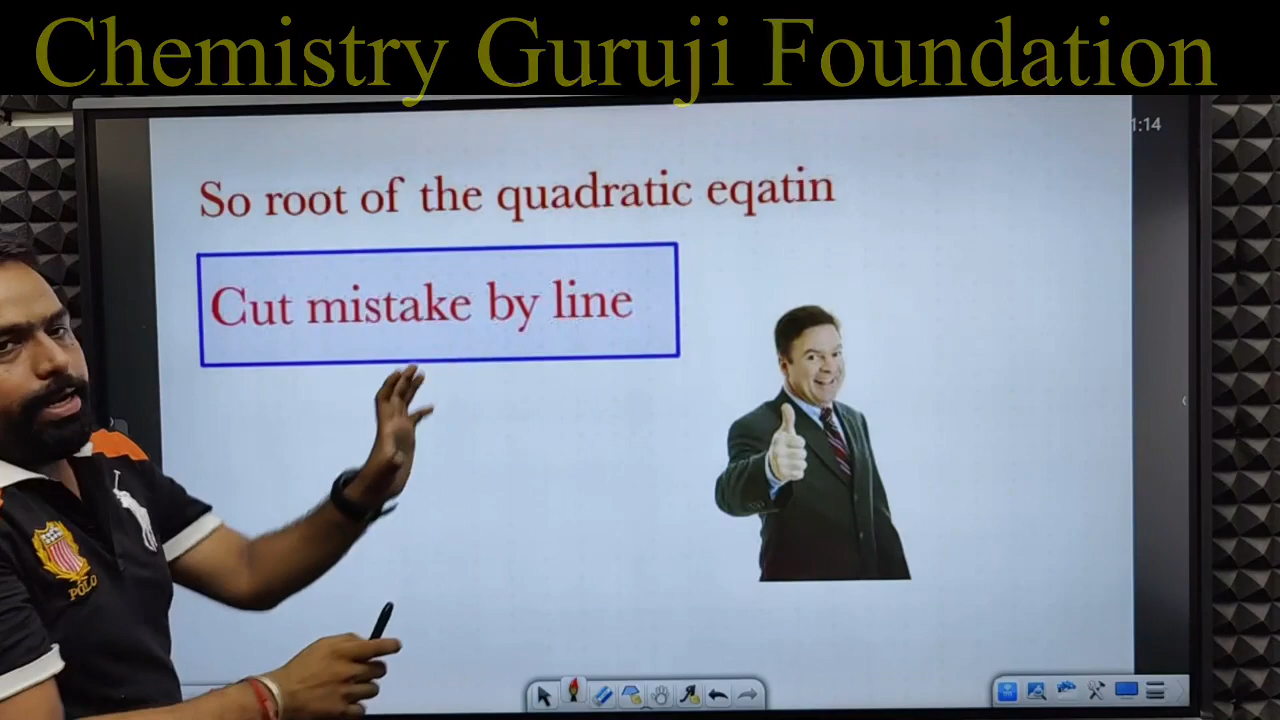 Chemistry Guruji Foundation
1:14
So root of the quadratic eqatin
Cut mistake by line
POLO